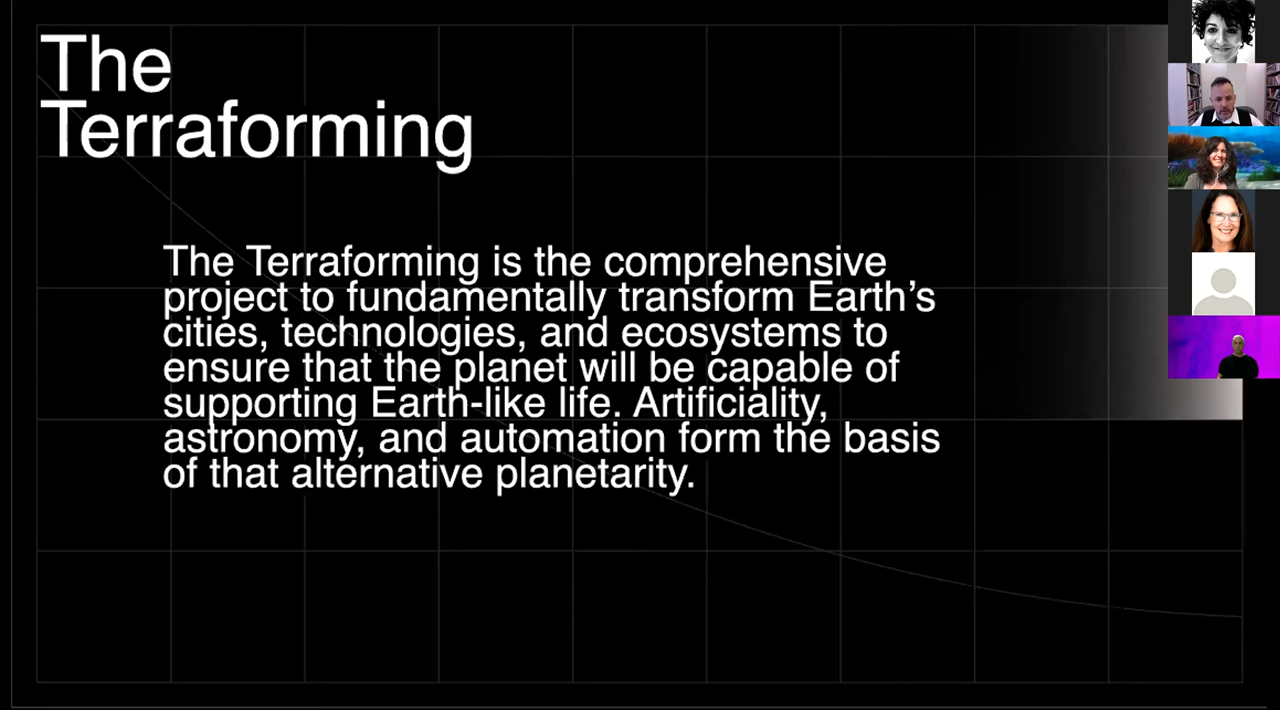 The
Terraforming
The Terraforming is the comprehensive
project to fundamentally transform Earth’s
cities, technologies, and ecosystems to
ensure that the planet will be capable of
supporting Earth-like life. Artificiality,
astronomy, and automation form the basis
of that alternative planetarity.